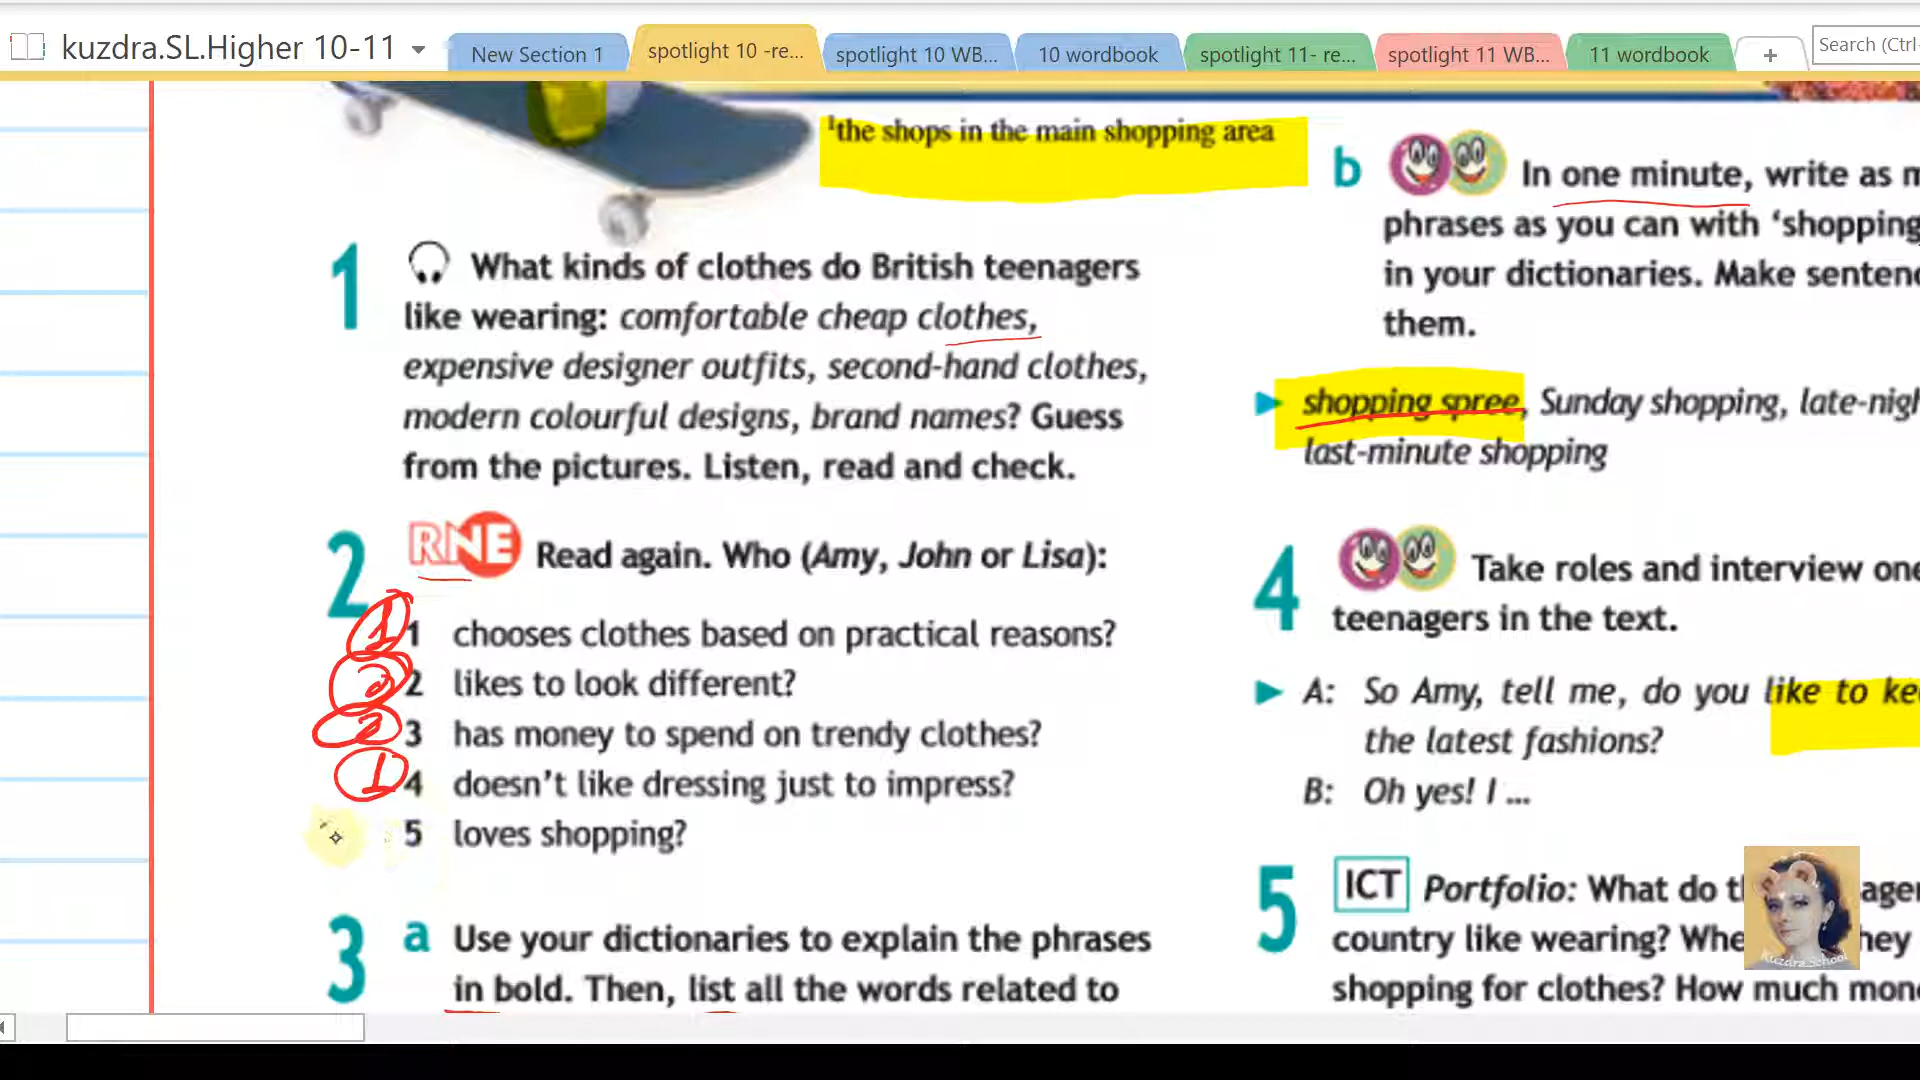 kuzdra.SL.Higher 10-11
New Section 1
spotlight 10 -re...
spotlight 10 WB...
10 wordbook
spotlight 11- re...
spotlight 11 WB...
11 wordbook
+
Search (Ctrl
1the shops in the main shopping area
1 What kinds of clothes do British teenagers
like wearing: comfortable cheap clothes,
expensive designer outfits, second-hand clothes,
modern colourful designs, brand names? Guess
from the pictures. Listen, read and check.
2 RNE Read again. Who (Amy, John or Lisa):
1 1 chooses clothes based on practical reasons?
2 2 likes to look different?
2 3 has money to spend on trendy clothes?
1 4 doesn't like dressing just to impress?
5 loves shopping?
3 a Use your dictionaries to explain the phrases
in bold. Then, list all the words related to
b In one minute, write as
phrases as you can with ‘shopping
in your dictionaries. Make
them.
shopping spree, Sunday shopping,
last-minute shopping
4 Take roles and interview
teenagers in the text.
A: So Amy, tell me, do you like to
the latest fashions?
B: Oh yes! I ...
5 ICT Portfolio: What do
country like wearing?
shopping for clothes? How much
Kuzdra.School